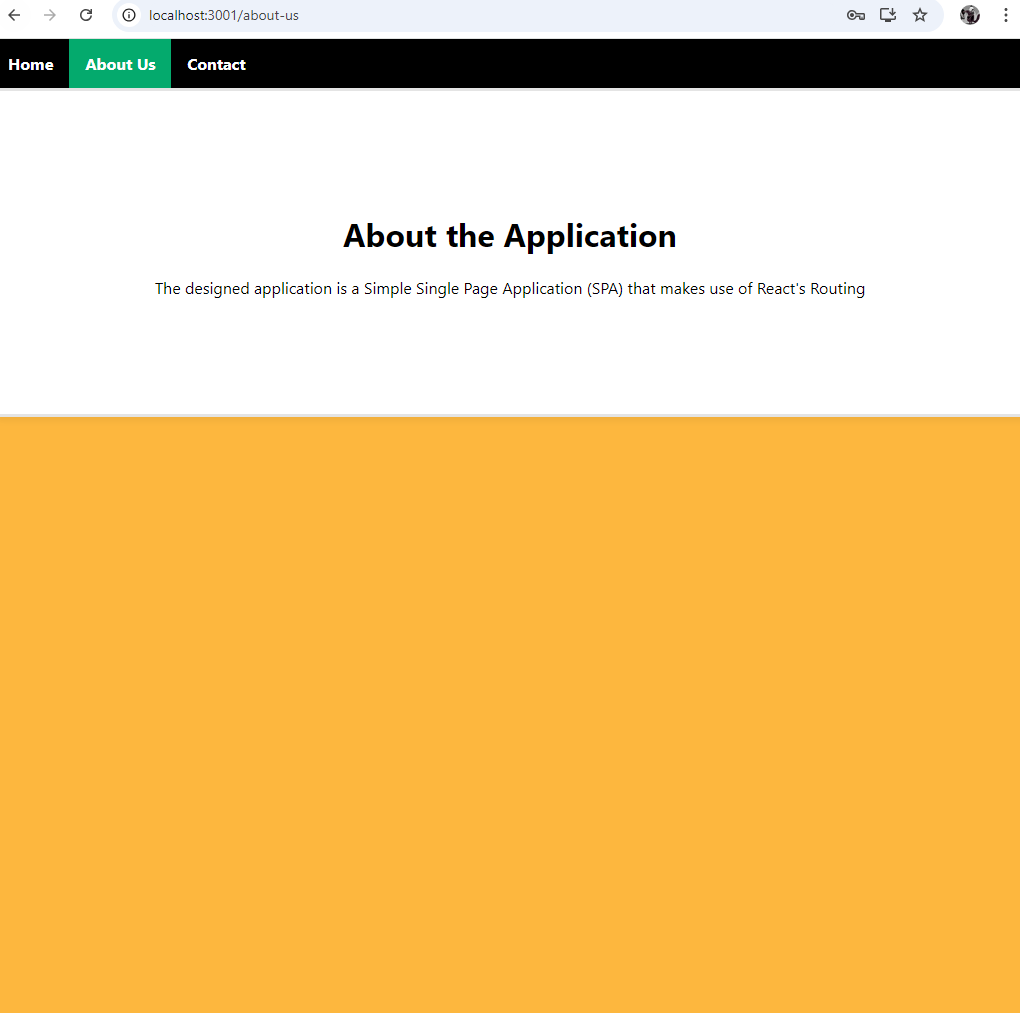 localhost:3001/about-us
Home About Us Contact
About the Application
The designed application is a Simple Single Page Application (SPA) that makes use of React's Routing